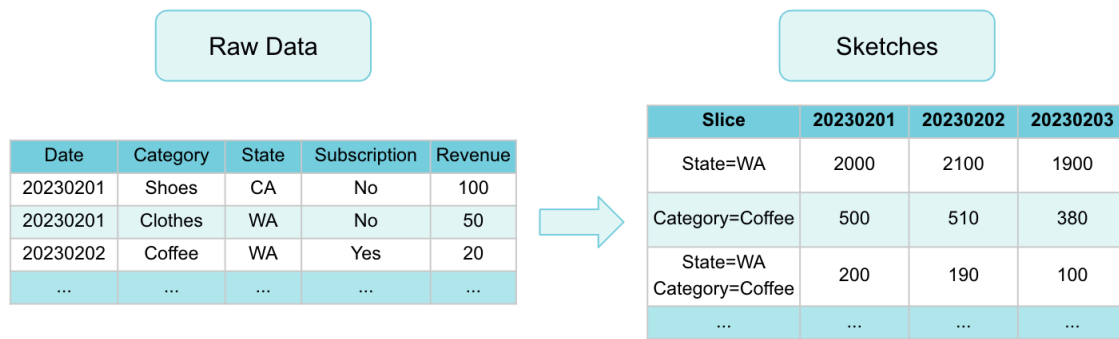 Raw Data
Sketches
Date Category State Subscription Revenue
20230201 Shoes CA No 100
20230201 Clothes WA No 50
20230202 Coffee WA Yes 20
... ... ... ... ...
Slice 20230201 20230202 20230203
State=WA 2000 2100 1900
Category=Coffee 500 510 380
State=WA
Category=Coffee 200 190 100
... ... ... ...